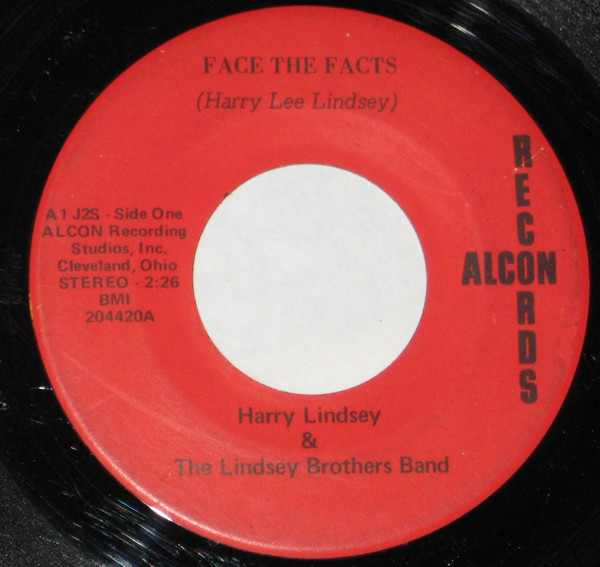 FACE THE FACTS
(Harry Lee Lindsey)
A1 J2S - Side One
ALCON Recording
Studios, Inc.
Cleveland, Ohio
STEREO - 2:26
BMI
204420A
RECORDS
ALCON
Harry Lindsey
&
The Lindsey Brothers Band